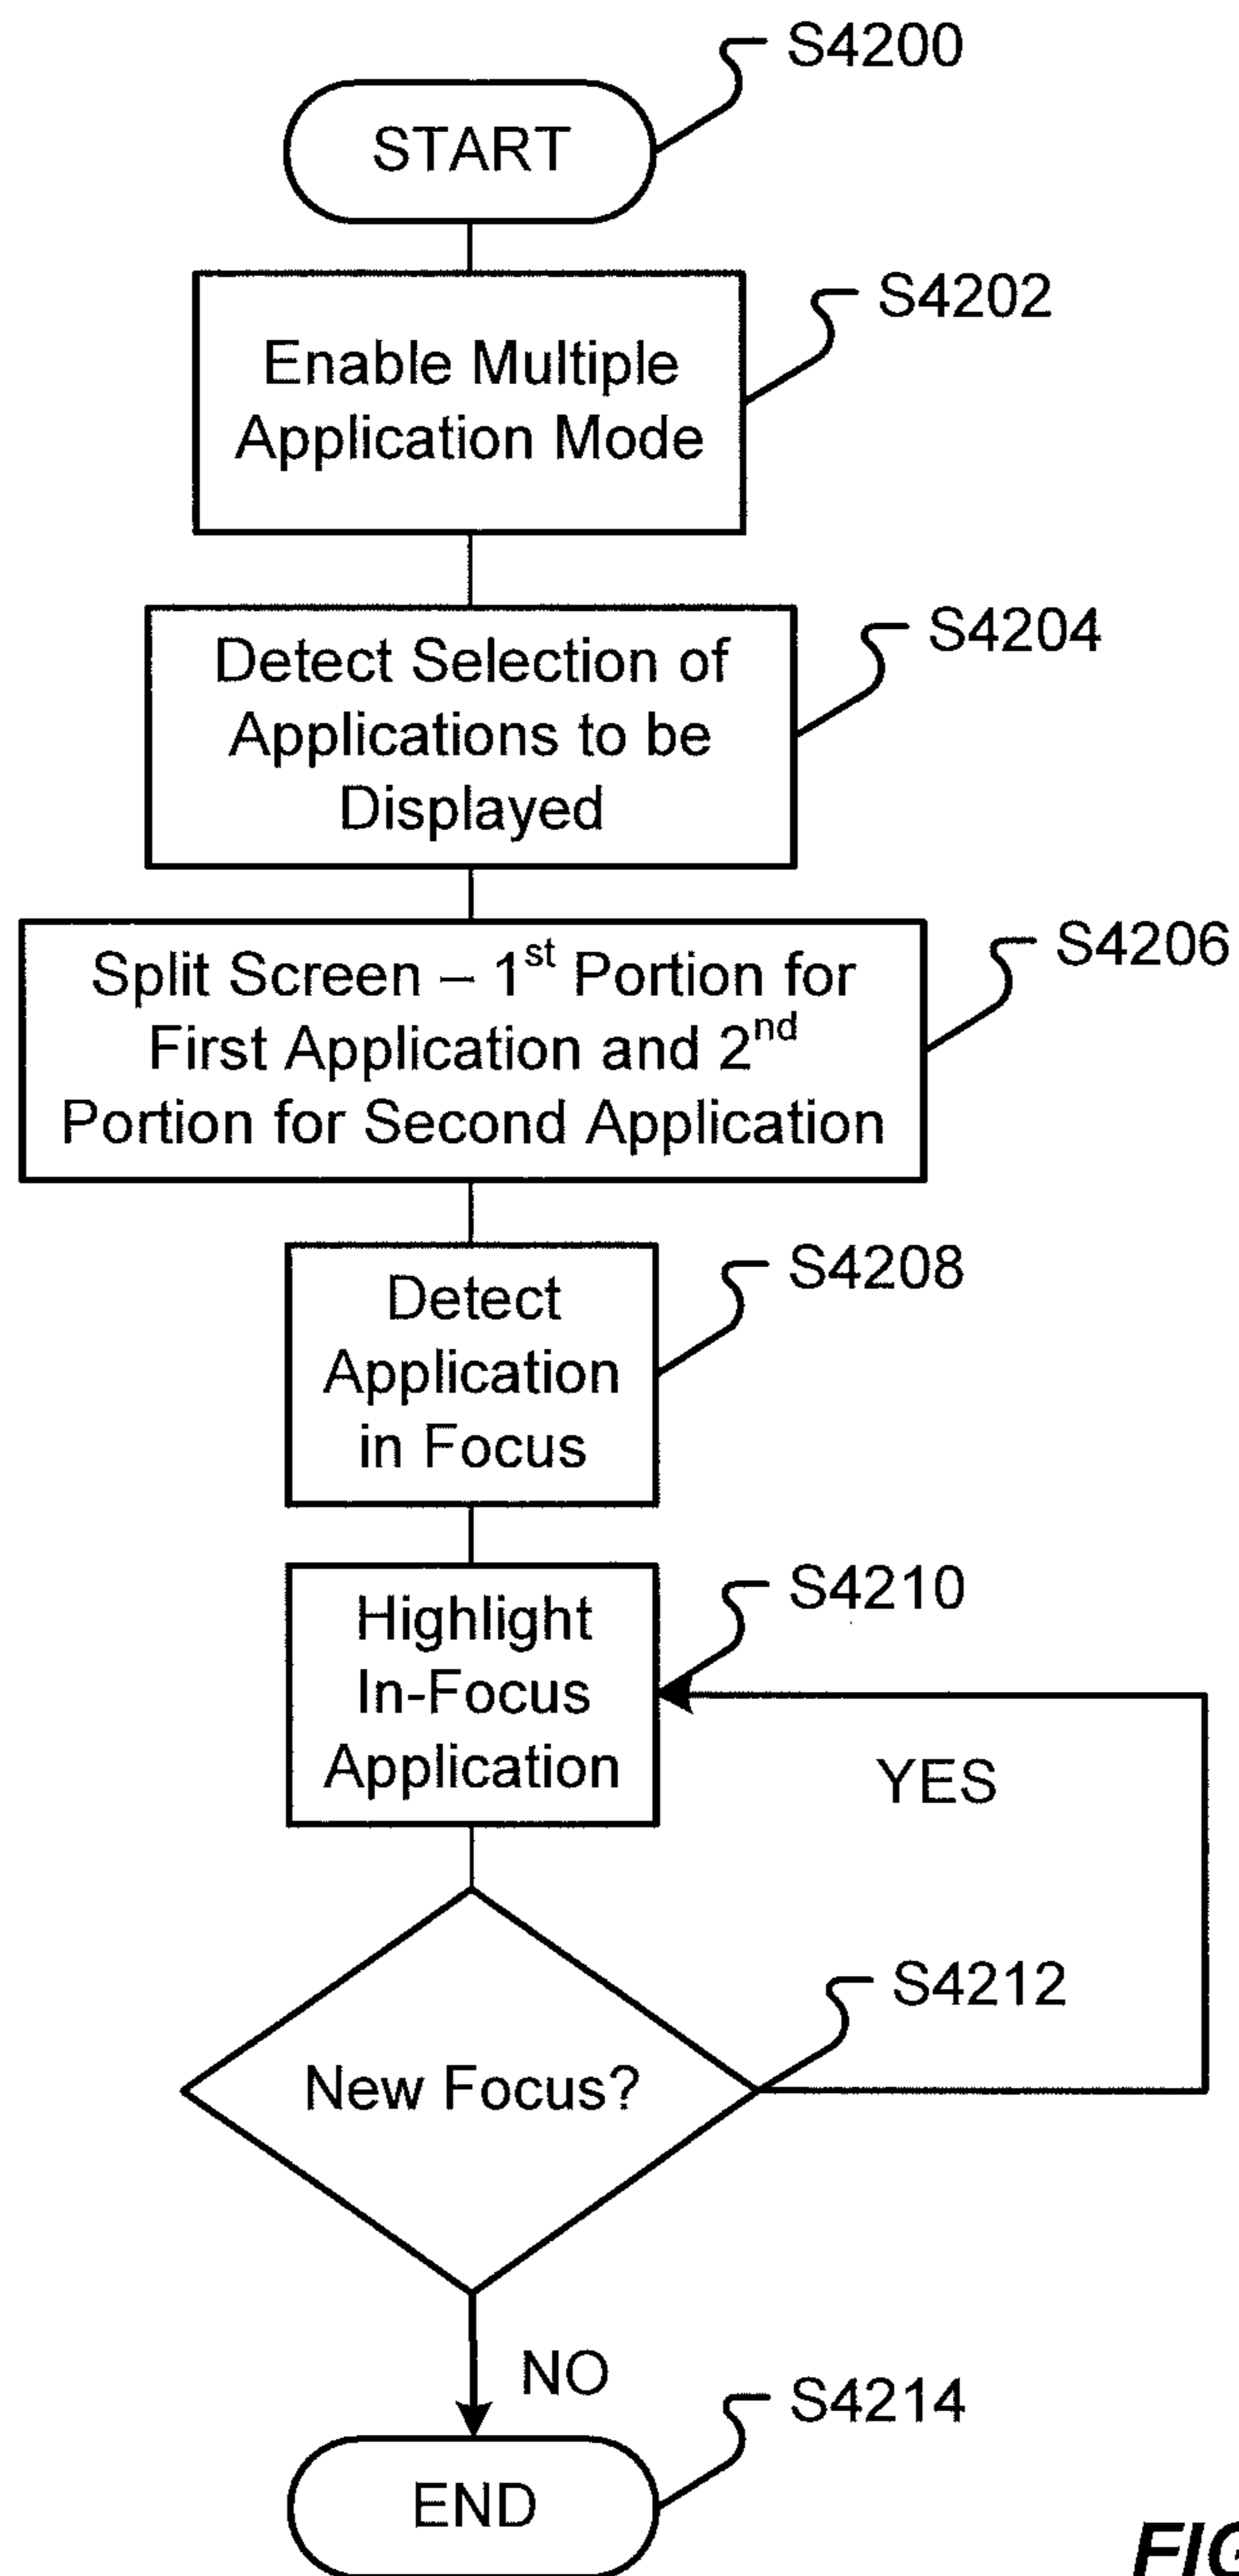 S4200
START
S4202
Enable Multiple
Application Mode
S4204
Detect Selection of
Applications to be
Displayed
S4206
Split Screen – 1st Portion for
First Application and 2nd
Portion for Second Application
S4208
Detect
Application
in Focus
S4210
Highlight
In-Focus
Application
YES
S4212
New Focus?
NO
S4214
END